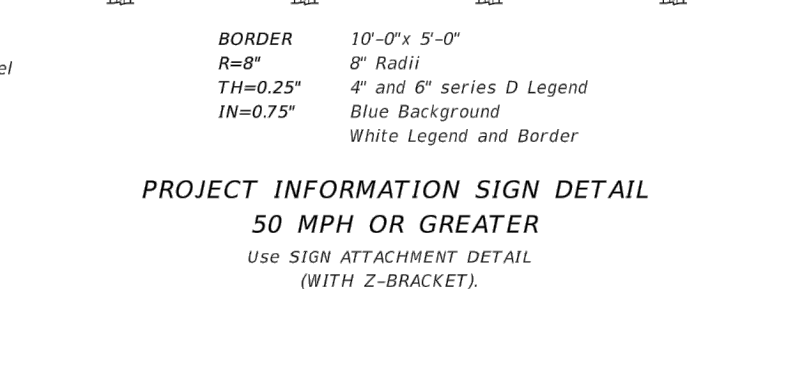 BORDER 10'-0"x 5'-0"
el R=8" 8" Radii
TH=0.25" 4" and 6" series D Legend
IN=0.75" Blue Background
White Legend and Border
PROJECT INFORMATION SIGN DETAIL
50 MPH OR GREATER
Use SIGN ATTACHMENT DETAIL
(WITH Z-BRACKET).